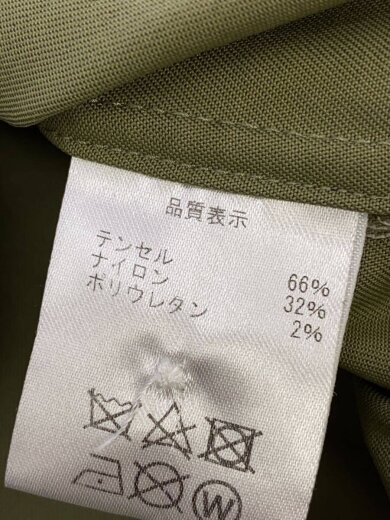 品質表示
テンセル 66%
ナイロン 32%
ポリウレタン 2%
W